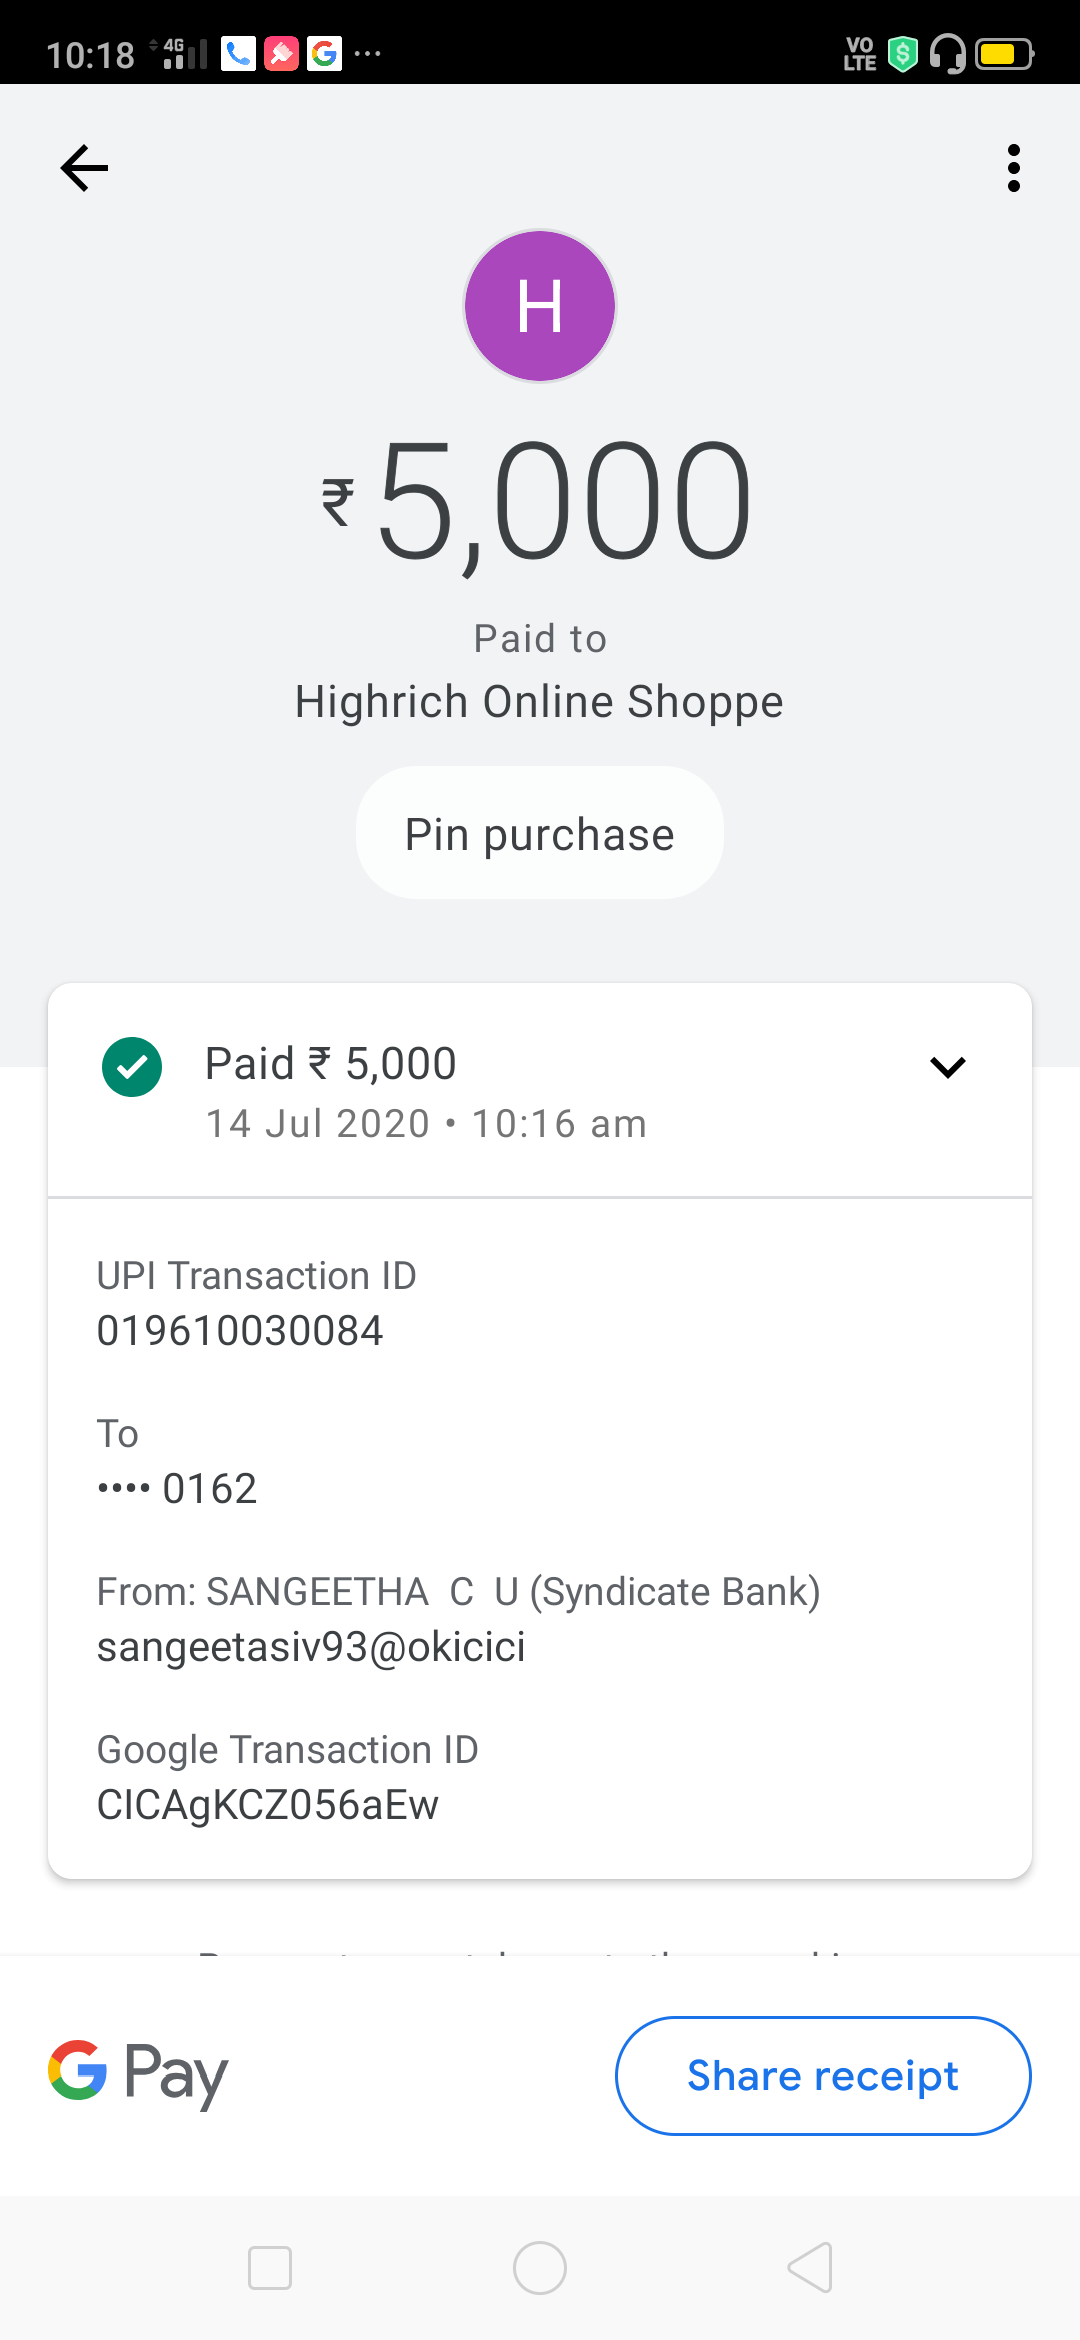 10:18 4G VO LTE
H
₹5,000
Paid to
Highrich Online Shoppe
Pin purchase
Paid ₹ 5,000
14 Jul 2020 • 10:16 am
UPI Transaction ID
019610030084
To
•••• 0162
From: SANGEETHA C U (Syndicate Bank)
sangeetasiv93@okicici
Google Transaction ID
CICAgKCZ056aEw
G Pay
Share receipt